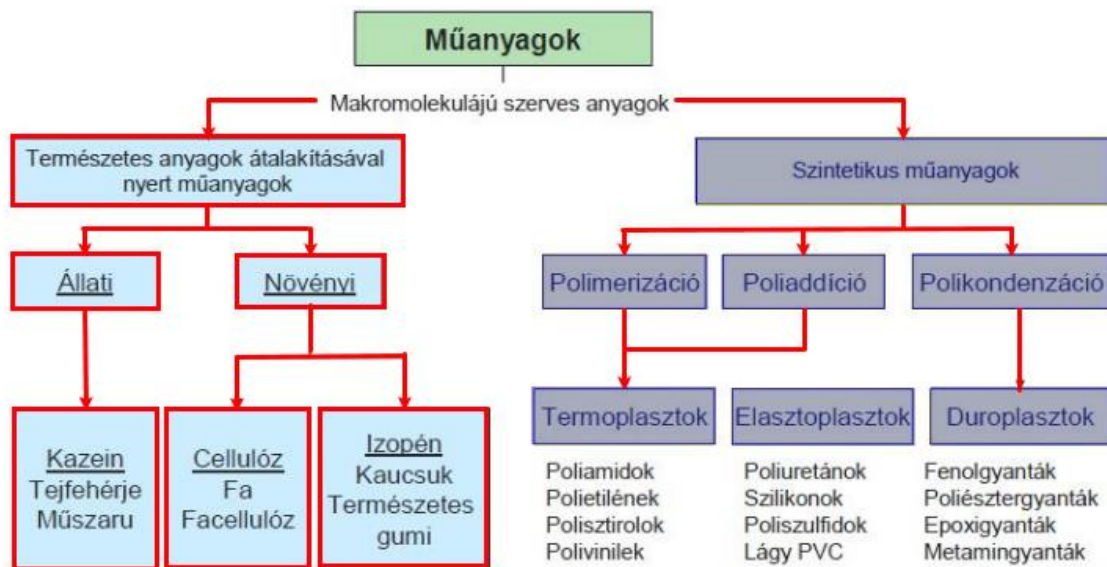 Műanyagok
Makromolekulájú szerves anyagok
Természetes anyagok átalakításával
nyert műanyagok
Szintetikus műanyagok
Állati
Növényi
Polimerizáció
Poliaddíció
Polikondenzáció
Kazein
Tejfehérje
Műszaru
Cellulóz
Fa
Facellulóz
Izopén
Kaucsuk
Természetes
gumi
Termoplasztok
Poliamidok
Polietilének
Polisztirolok
Polivinilek
Elasztoplasztok
Poliuretánok
Szilikonok
Poliszulfidok
Lágy PVC
Duroplasztok
Fenolgyanták
Poliésztergyanták
Epoxigyanták
Metamingyanták